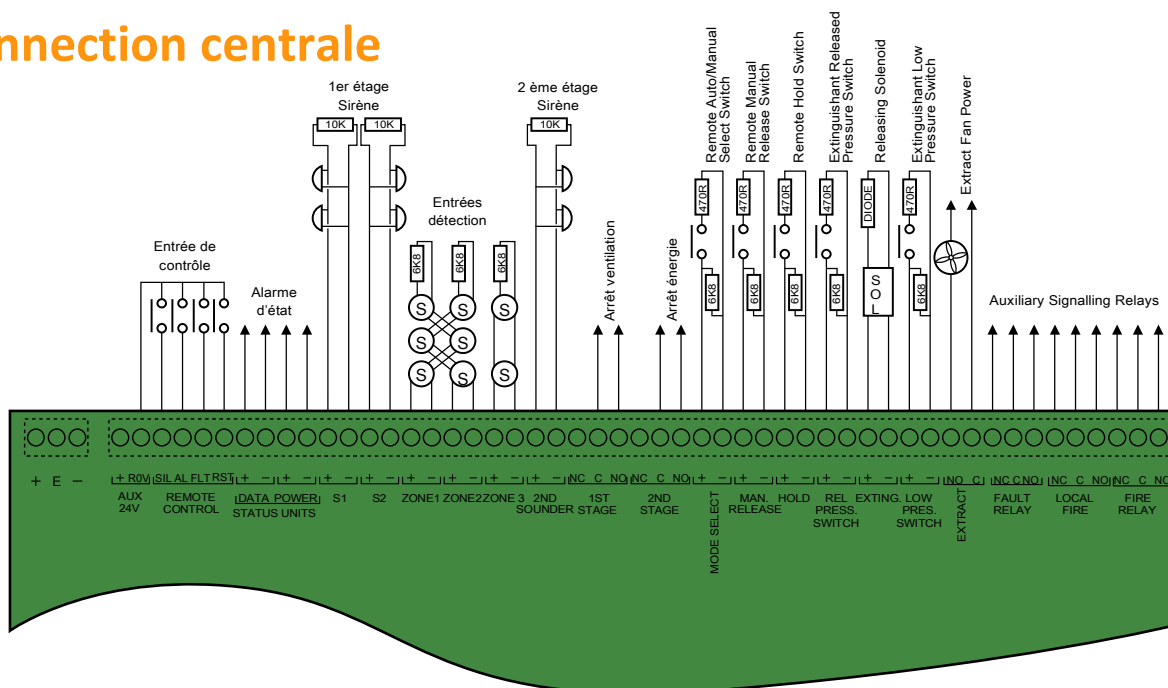 nnection centrale
1er étage
Sirène
2 ème étage
Sirène
10K
10K
10K
Entrée de
contrôle
Alarme
d'état
Entrées
détection
6K8
6K8
6K8
S
S
S
S
S
S
S
S
Arrêt ventilation
Arrêt énergie
Remote Auto/Manual
Select Switch
Remote Manual
Release Switch
Remote Hold Switch
Extinguishant Released
Pressure Switch
Releasing Solenoid
Extinguishant Low
Pressure Switch
Extract Fan Power
470R
470R
470R
470R
DIODE
470R
6K8
6K8
6K8
6K8
SOL
6K8
Auxiliary Signalling Relays
+ E −
+ R0V SIL AL FLT RST + − + − + − + − + − + − + − + − NC C NO NC C NO + − + − + − + − + − + − NO C NC C NO NC C NO NC C NO
AUX
24V
REMOTE
CONTROL
DATA POWER
STATUS UNITS
S1
S2
ZONE1
ZONE2
ZONE 3
2ND
SOUNDER
1ST
STAGE
2ND
STAGE
MODE SELECT
MAN.
RELEASE
HOLD
REL
PRESS.
SWITCH
EXTING.
LOW
PRES.
SWITCH
EXTRACT
FAULT
RELAY
LOCAL
FIRE
FIRE
RELAY